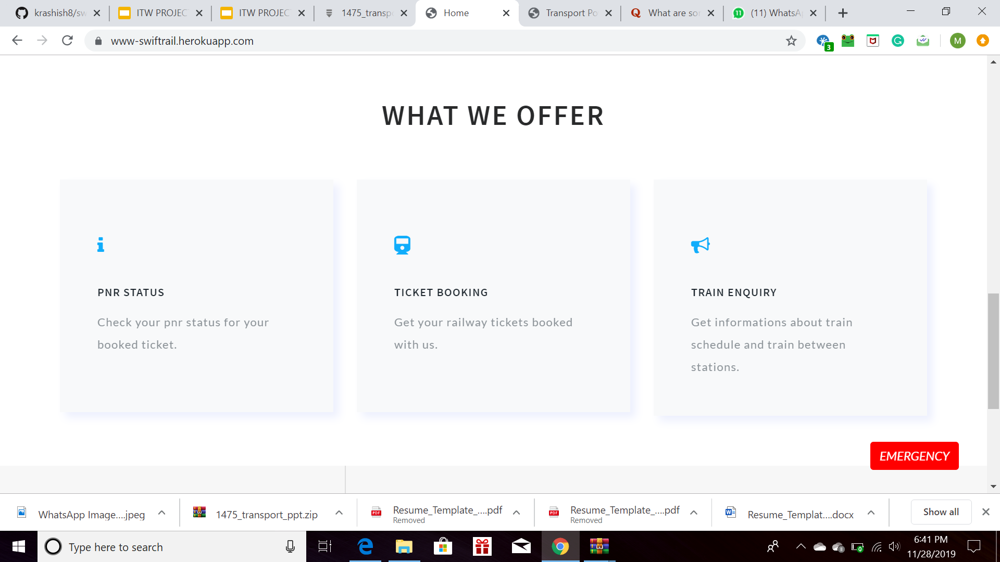 krashish8/sw
ITW PROJEC
ITW PROJEC
1475_transp
Home
Transport Po
Q
What are so
11
(11) WhatsA
www-swiftrail.herokuapp.com
3
M
WHAT WE OFFER
PNR STATUS
Check your pnr status for your
booked ticket.
TICKET BOOKING
Get your railway tickets booked
with us.
TRAIN ENQUIRY
Get informations about train
schedule and train between
stations.
EMERGENCY
WhatsApp Image....jpeg
1475_transport_ppt.zip
PDF
Resume_Template_....pdf
Removed
PDF
Resume_Template_....pdf
Removed
W
Resume_Templat....docx
Show all
Type here to search
6:41 PM
11/28/2019